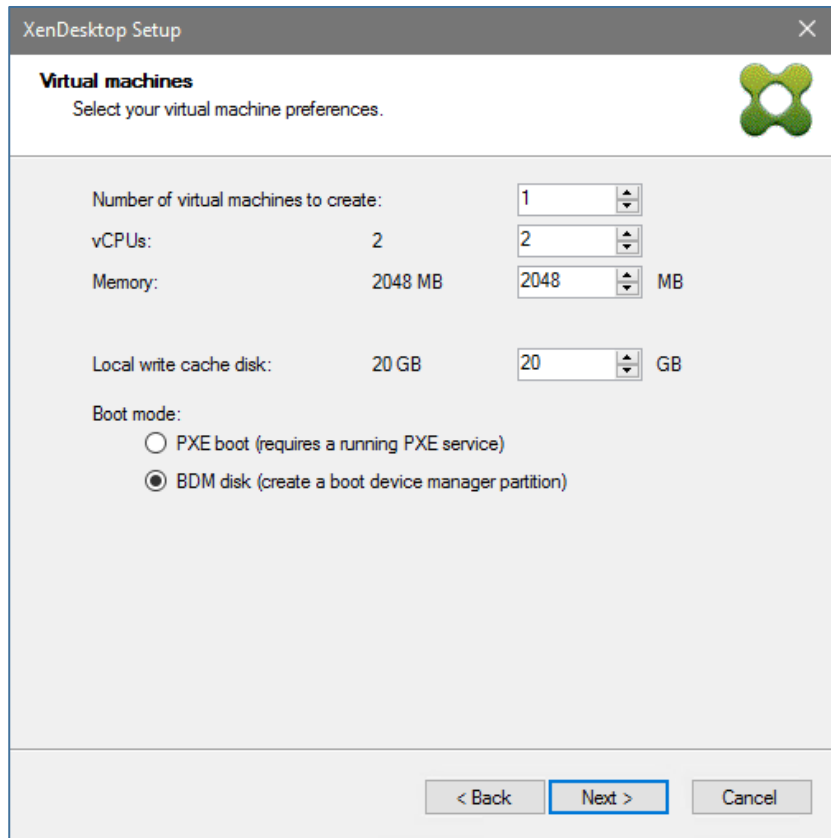 XenDesktop Setup
Virtual machines
Select your virtual machine preferences.
Number of virtual machines to create: 1
vCPUs: 2 2
Memory: 2048 MB 2048 MB
Local write cache disk: 20 GB 20 GB
Boot mode:
PXE boot (requires a running PXE service)
BDM disk (create a boot device manager partition)
< Back Next > Cancel